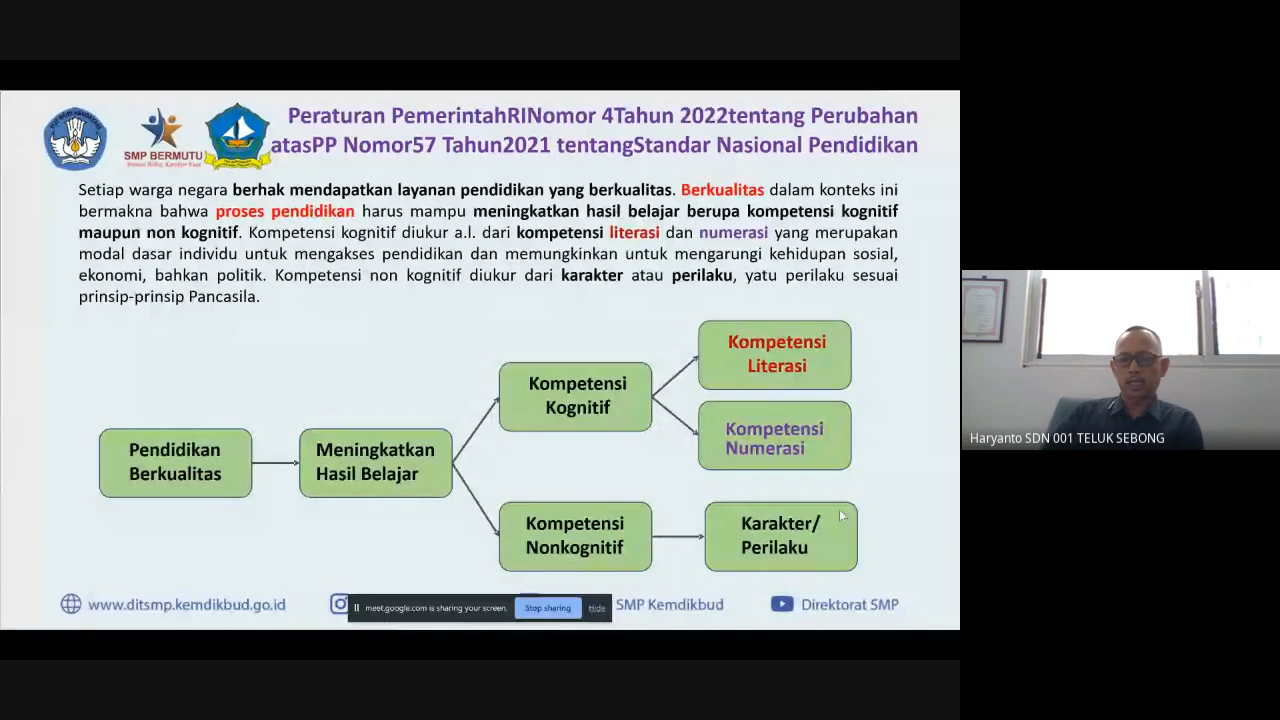 Peraturan PemerintahRINomor 4Tahun 2022tentang Perubahan
atasPP Nomor57 Tahun2021 tentangStandar Nasional Pendidikan
SMP BERMUTU
Setiap warga negara berhak mendapatkan layanan pendidikan yang berkualitas. Berkualitas dalam konteks ini
bermakna bahwa proses pendidikan harus mampu meningkatkan hasil belajar berupa kompetensi kognitif
maupun non kognitif. Kompetensi kognitif diukur a.l. dari kompetensi literasi dan numerasi yang merupakan
modal dasar individu untuk mengakses pendidikan dan memungkinkan untuk mengarungi kehidupan sosial,
ekonomi, bahkan politik. Kompetensi non kognitif diukur dari karakter atau perilaku, yatu perilaku sesuai
prinsip-prinsip Pancasila.
Pendidikan
Berkualitas
Meningkatkan
Hasil Belajar
Kompetensi
Kognitif
Kompetensi
Literasi
Kompetensi
Numerasi
Kompetensi
Nonkognitif
Karakter/
Perilaku
www.ditsmp.kemdikbud.go.id
meet.google.com is sharing your screen.
Stop sharing
Hide
SMP Kemdikbud
Direktorat SMP
Haryanto SDN 001 TELUK SEBONG